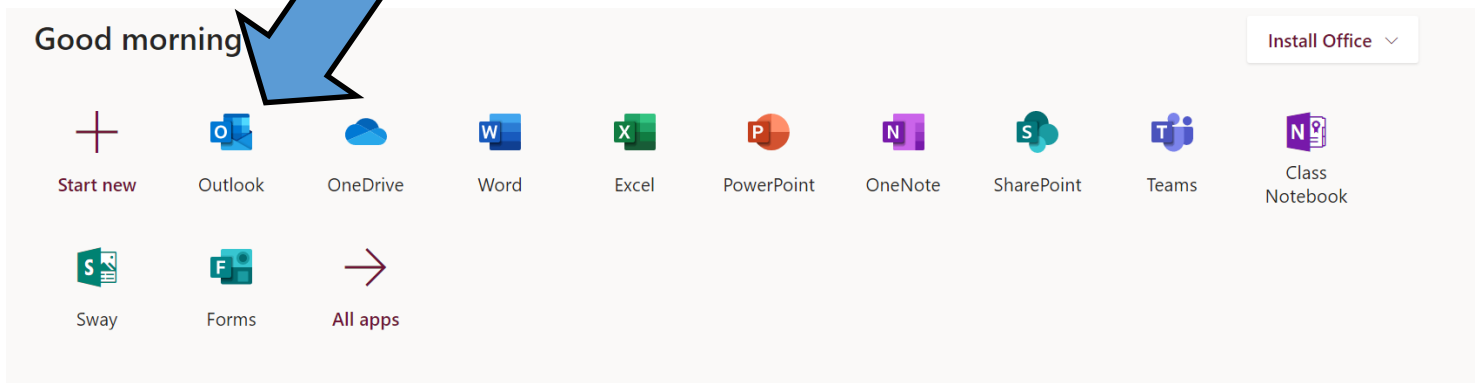 Good morning
Install Office
Start new
Outlook
OneDrive
Word
Excel
PowerPoint
OneNote
SharePoint
Teams
Class
Notebook
Sway
Forms
All apps